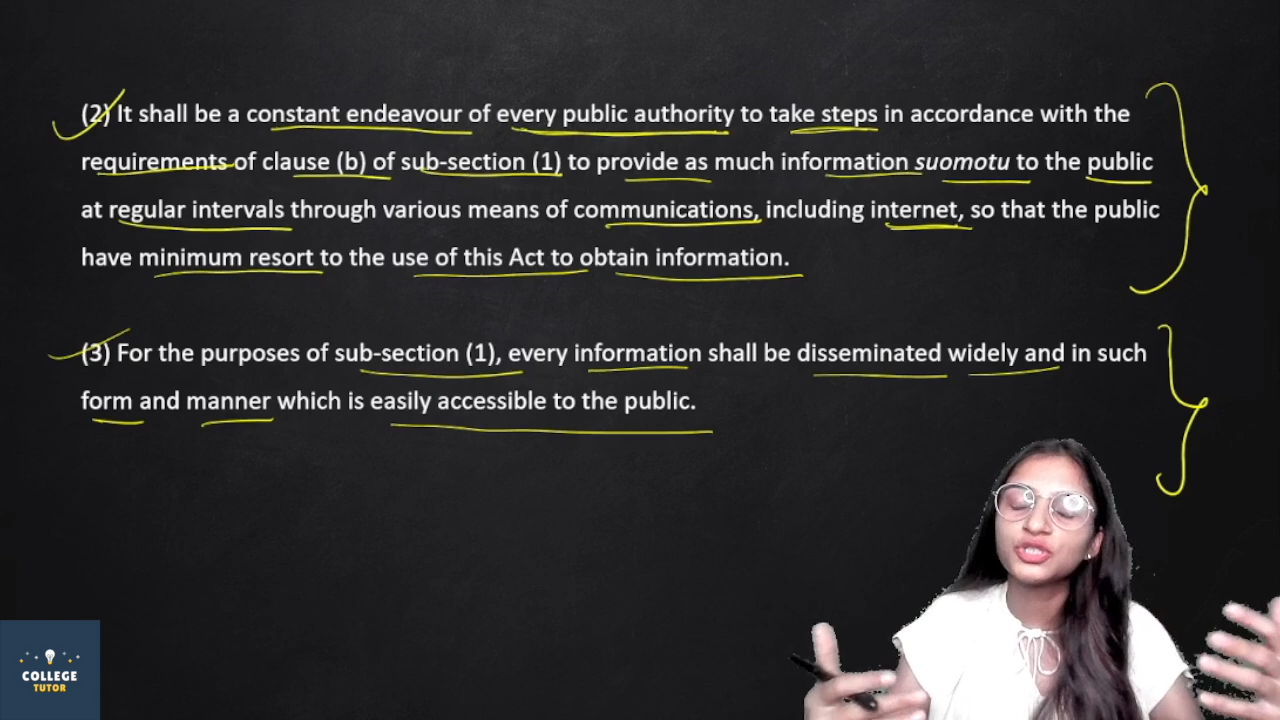 (2) It shall be a constant endeavour of every public authority to take steps in accordance with the
requirements of clause (b) of sub-section (1) to provide as much information suomotu to the public
at regular intervals through various means of communications, including internet, so that the public
have minimum resort to the use of this Act to obtain information.
(3) For the purposes of sub-section (1), every information shall be disseminated widely and in such
form and manner which is easily accessible to the public.
COLLEGE
TUTOR